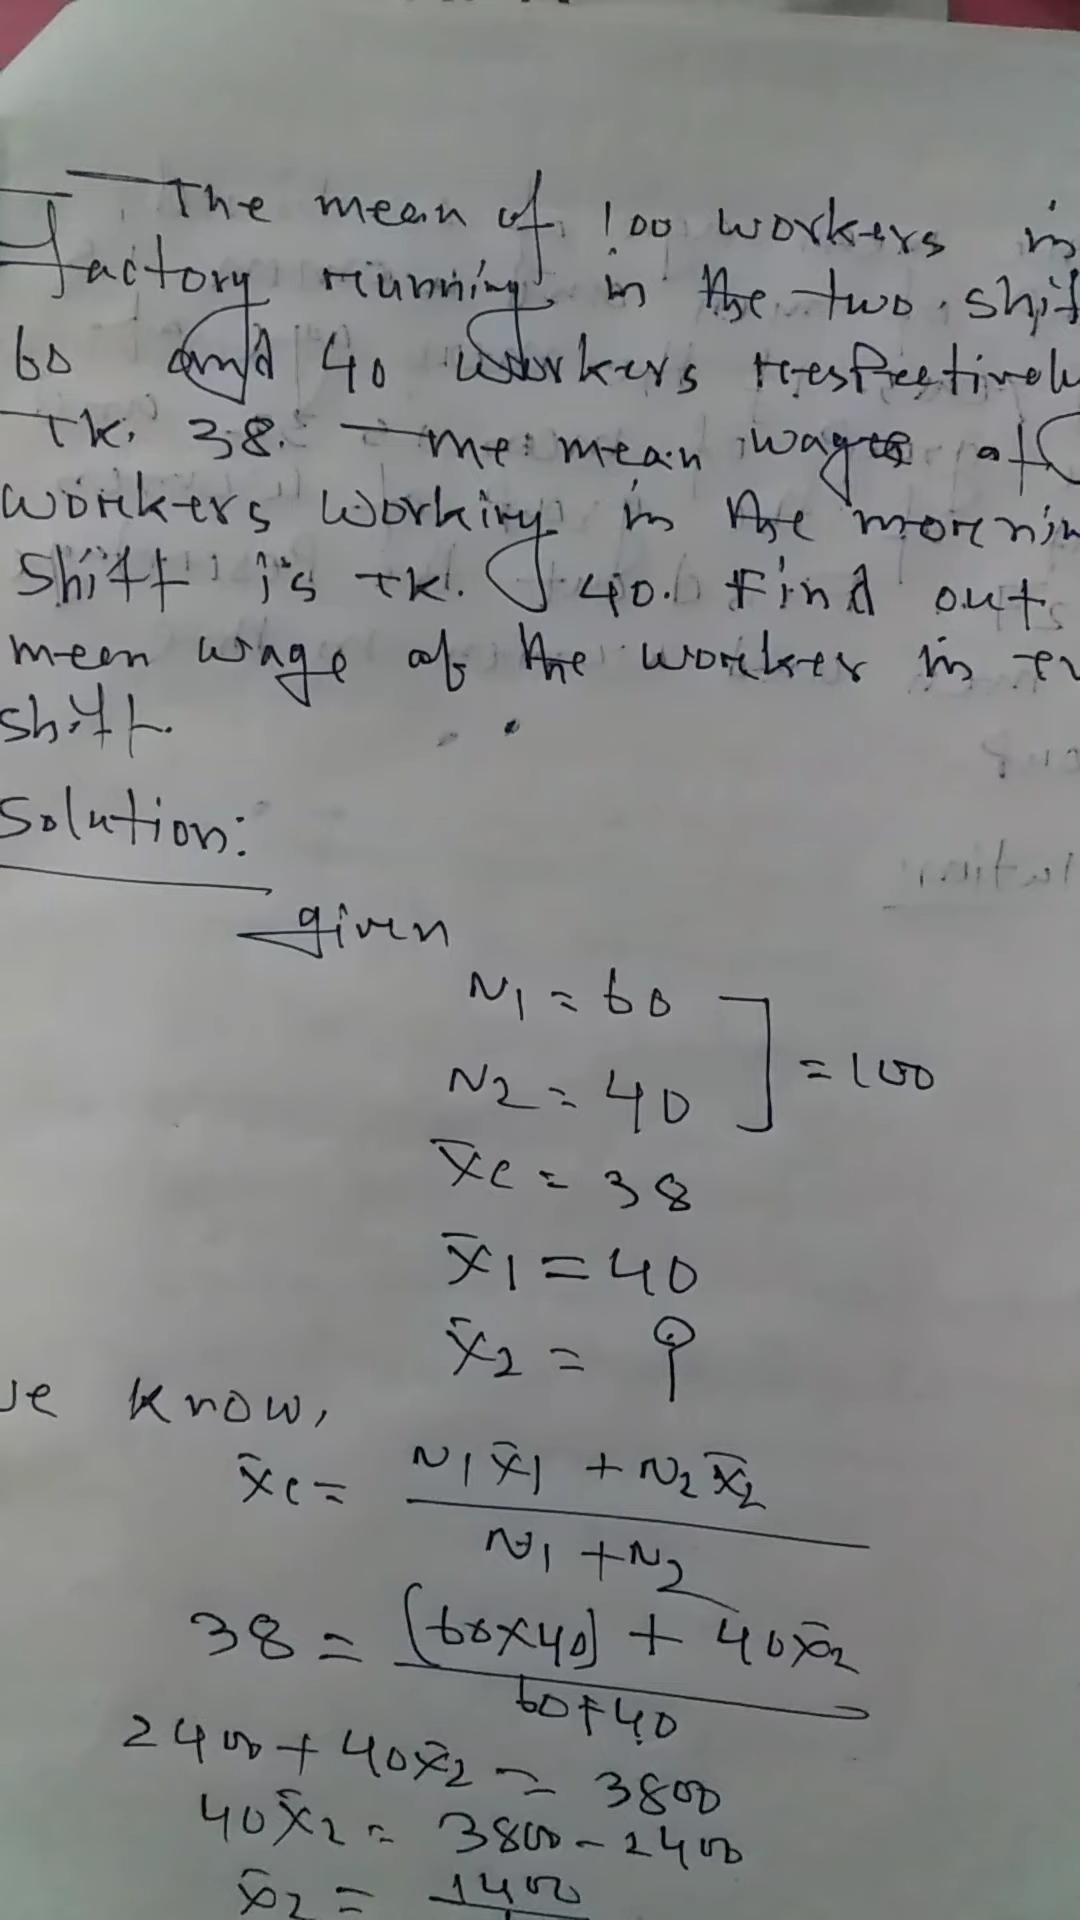 The mean of 100 workers in
factory running in the two shif
60 and 40 workers respectively
Tk. 38. The mean wages of
workers working in the mornin
shift is tk. 40. Find out
meen wage of the worker in ev
shift.
Solution:
given
N1 = 60
N2 = 40 ] = 100
x̄c = 38
x̄1 = 40
x̄2 = ?
we know,
x̄c = N1x̄1 + N2x̄2
N1 + N2
38 = (60×40) + 40x̄2
60+40
2400 + 40x̄2 = 3800
40x̄2 = 3800 - 2400
x̄2 = 1400